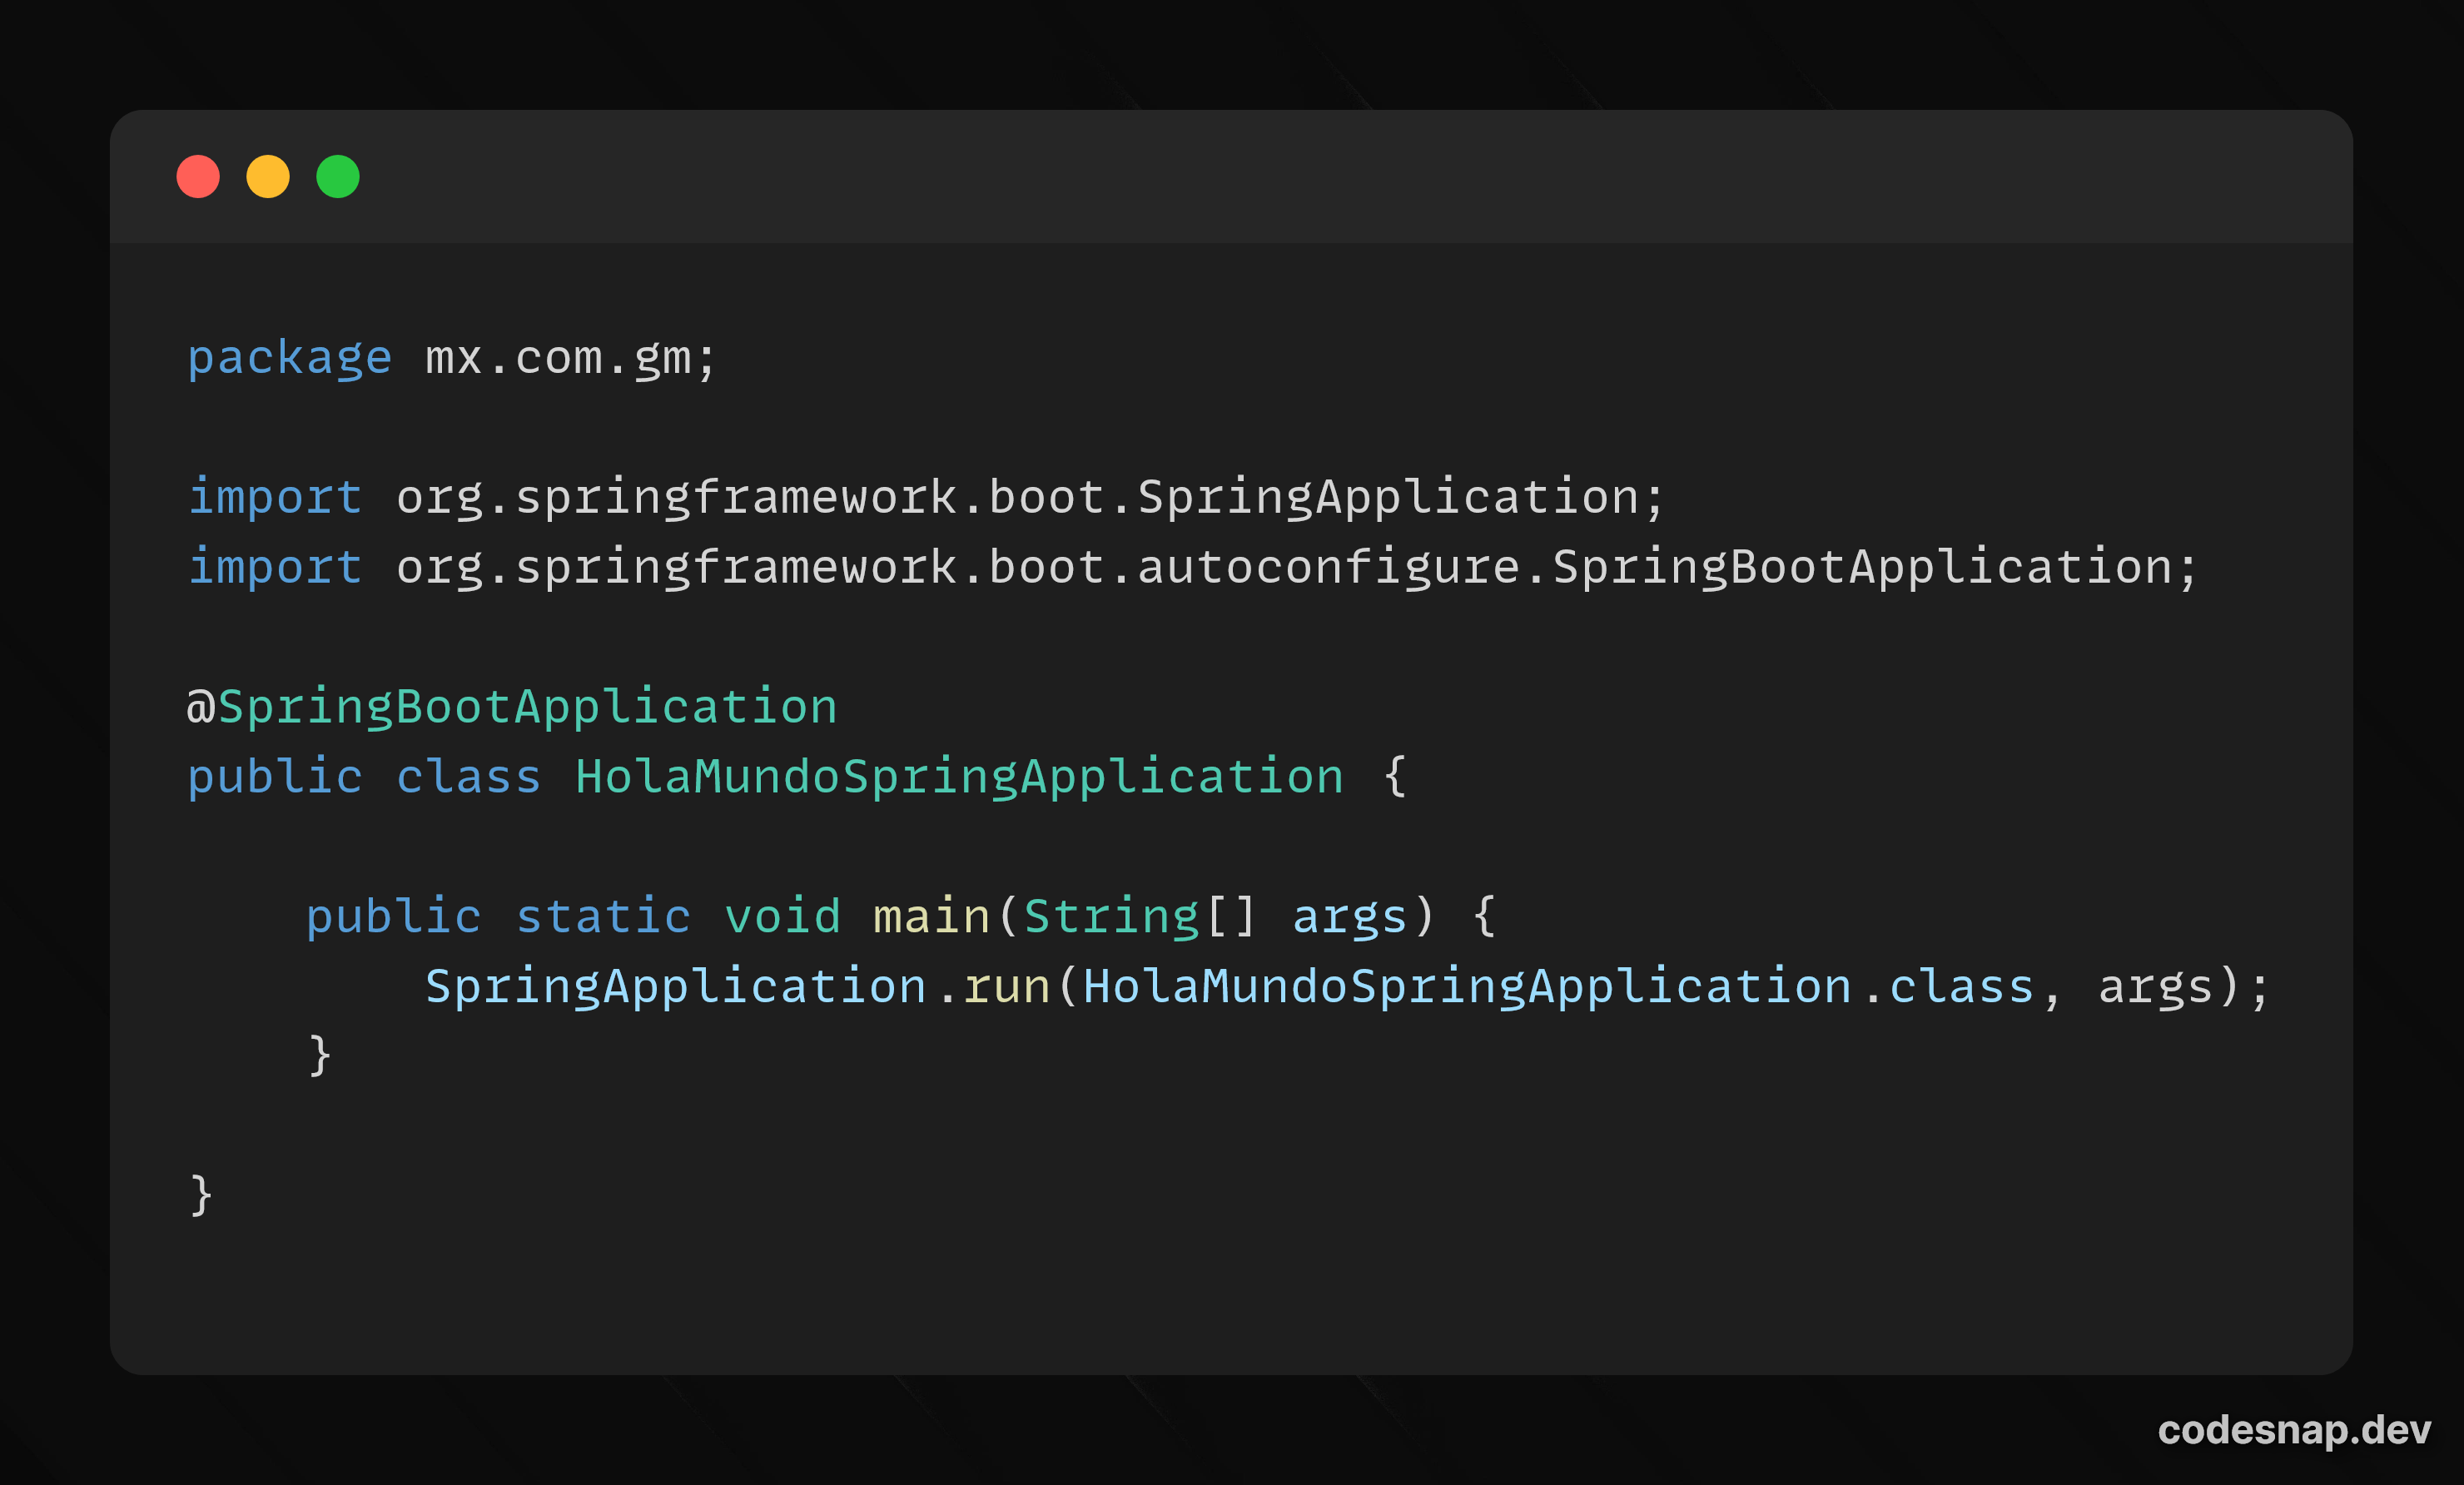 package mx.com.gm;
import org.springframework.boot.SpringApplication;
import org.springframework.boot.autoconfigure.SpringBootApplication;
@SpringBootApplication
public class HolaMundoSpringApplication {
    public static void main(String[] args) {
        SpringApplication.run(HolaMundoSpringApplication.class, args);
    }
}
codesnap.dev